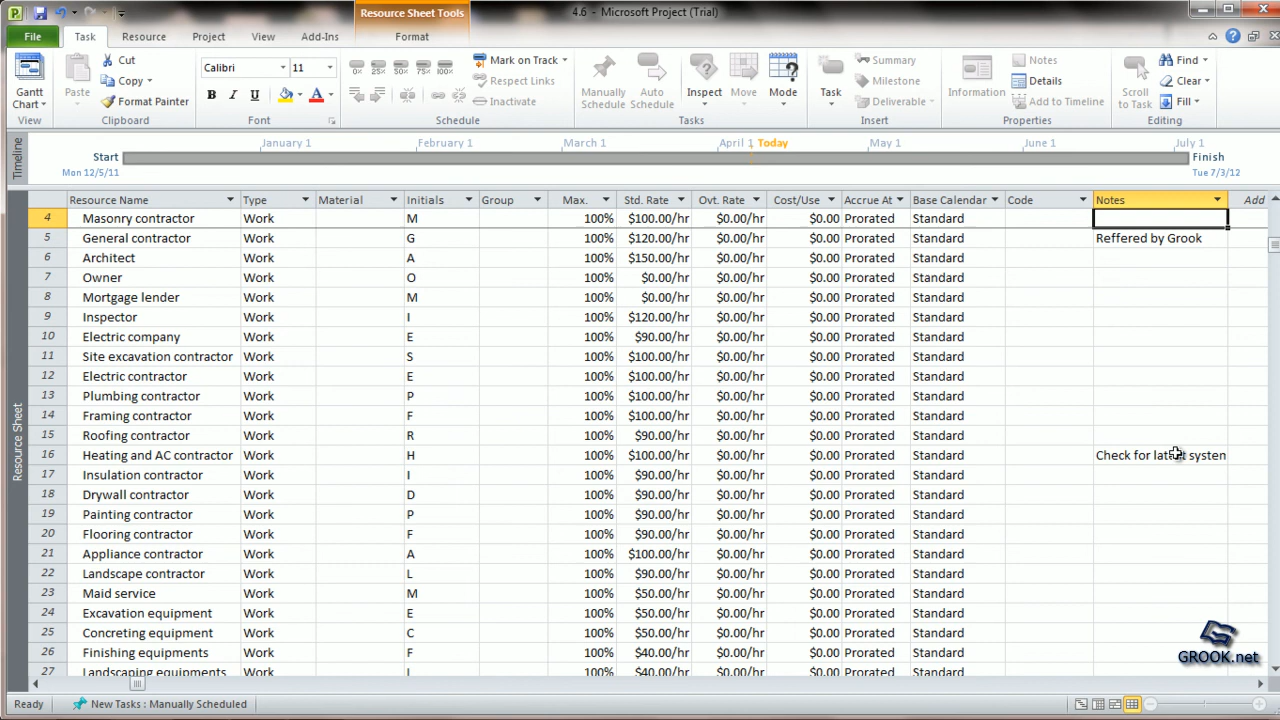 Resource Sheet Tools
4.6 - Microsoft Project (Trial)
File Task Resource Project View Add-Ins Format
Gantt Chart
View
Paste
Cut
Copy
Format Painter
Clipboard
Calibri 11
B I U A
Font
0% 25% 50% 75% 100%
Mark on Track
Respect Links
Inactivate
Schedule
Manually Schedule
Auto Schedule
Inspect
Move
Mode
Tasks
Task
Summary
Milestone
Deliverable
Insert
Information
Notes
Details
Add to Timeline
Properties
Scroll to Task
Find
Clear
Fill
Editing
Timeline
January 1 February 1 March 1 April 1 Today May 1 June 1 July 1
Start
Mon 12/5/11
Finish
Tue 7/3/12
Resource Sheet
Resource Name Type Material Initials Group Max. Std. Rate Ovt. Rate Cost/Use Accrue At Base Calendar Code Notes Add
4 Masonry contractor Work M 100% $100.00/hr $0.00/hr $0.00 Prorated Standard
5 General contractor Work G 100% $120.00/hr $0.00/hr $0.00 Prorated Standard Reffered by Grook
6 Architect Work A 100% $150.00/hr $0.00/hr $0.00 Prorated Standard
7 Owner Work O 100% $0.00/hr $0.00/hr $0.00 Prorated Standard
8 Mortgage lender Work M 100% $0.00/hr $0.00/hr $0.00 Prorated Standard
9 Inspector Work I 100% $120.00/hr $0.00/hr $0.00 Prorated Standard
10 Electric company Work E 100% $90.00/hr $0.00/hr $0.00 Prorated Standard
11 Site excavation contractor Work S 100% $100.00/hr $0.00/hr $0.00 Prorated Standard
12 Electric contractor Work E 100% $100.00/hr $0.00/hr $0.00 Prorated Standard
13 Plumbing contractor Work P 100% $100.00/hr $0.00/hr $0.00 Prorated Standard
14 Framing contractor Work F 100% $100.00/hr $0.00/hr $0.00 Prorated Standard
15 Roofing contractor Work R 100% $90.00/hr $0.00/hr $0.00 Prorated Standard
16 Heating and AC contractor Work H 100% $100.00/hr $0.00/hr $0.00 Prorated Standard Check for latest system
17 Insulation contractor Work I 100% $90.00/hr $0.00/hr $0.00 Prorated Standard
18 Drywall contractor Work D 100% $90.00/hr $0.00/hr $0.00 Prorated Standard
19 Painting contractor Work P 100% $90.00/hr $0.00/hr $0.00 Prorated Standard
20 Flooring contractor Work F 100% $90.00/hr $0.00/hr $0.00 Prorated Standard
21 Appliance contractor Work A 100% $100.00/hr $0.00/hr $0.00 Prorated Standard
22 Landscape contractor Work L 100% $90.00/hr $0.00/hr $0.00 Prorated Standard
23 Maid service Work M 100% $50.00/hr $0.00/hr $0.00 Prorated Standard
24 Excavation equipment Work E 100% $50.00/hr $0.00/hr $0.00 Prorated Standard
25 Concreting equipment Work C 100% $50.00/hr $0.00/hr $0.00 Prorated Standard
26 Finishing equipments Work F 100% $40.00/hr $0.00/hr $0.00 Prorated Standard
27 Landscaping equipments Work L 100% $40.00/hr $0.00/hr $0.00 Prorated Standard
GROOK.net
Ready New Tasks : Manually Scheduled